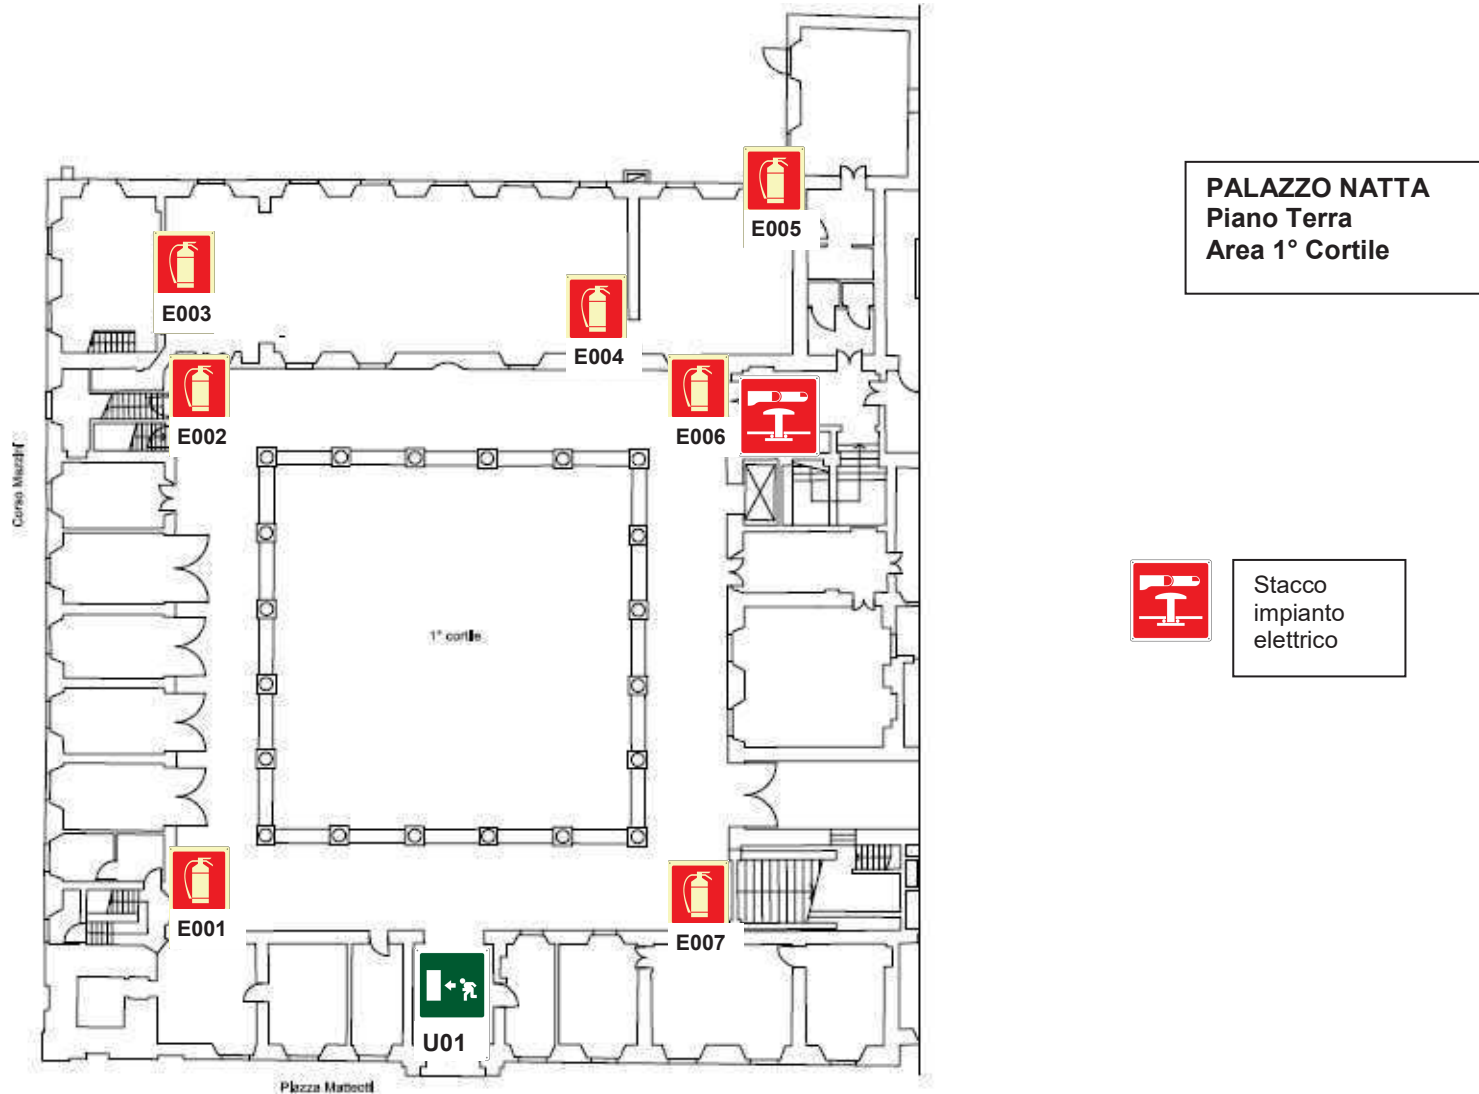 PALAZZO NATTA
Piano Terra
Area 1° Cortile
E005
E003
E004
E002
E006
Corso Mazzini
Stacco
impianto
elettrico
1° cortile
E001
E007
U01
Piazza Matteotti